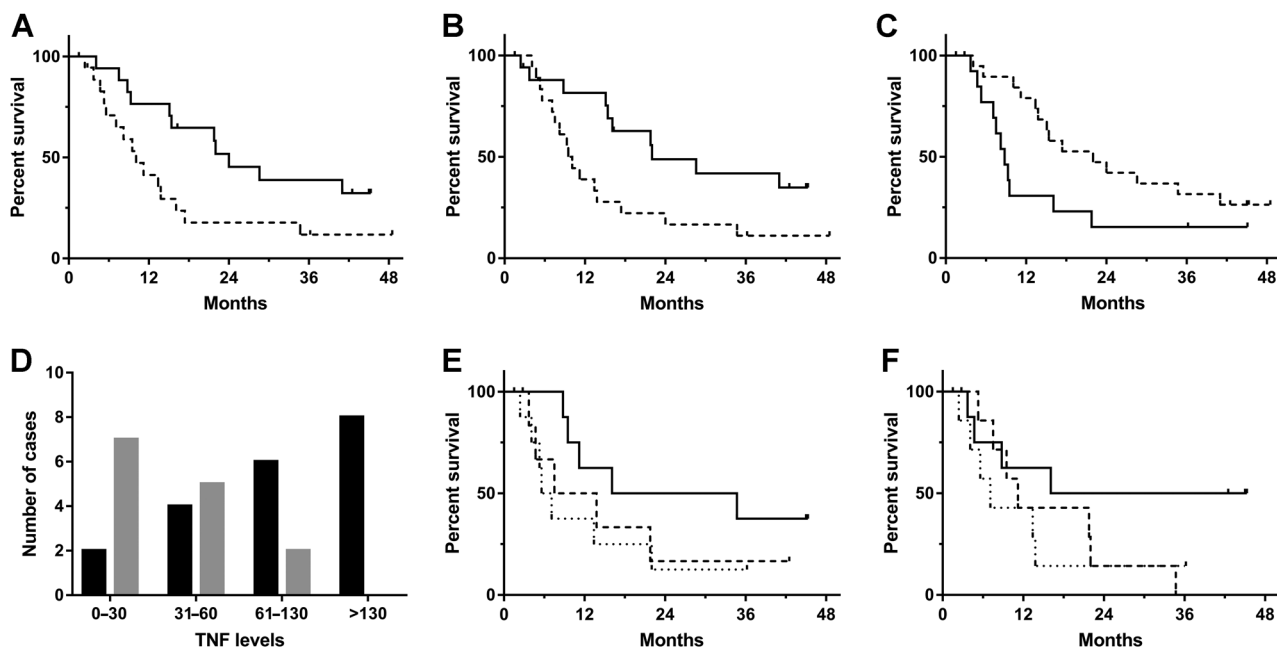 A
Percent survival
100
50
0
0 12 24 36 48
Months
B
Percent survival
100
50
0
0 12 24 36 48
Months
C
Percent survival
100
50
0
0 12 24 36 48
Months
D
Number of cases
10
8
6
4
2
0
0–30 31–60 61–130 >130
TNF levels
E
Percent survival
100
50
0
0 12 24 36 48
Months
F
Percent survival
100
50
0
0 12 24 36 48
Months